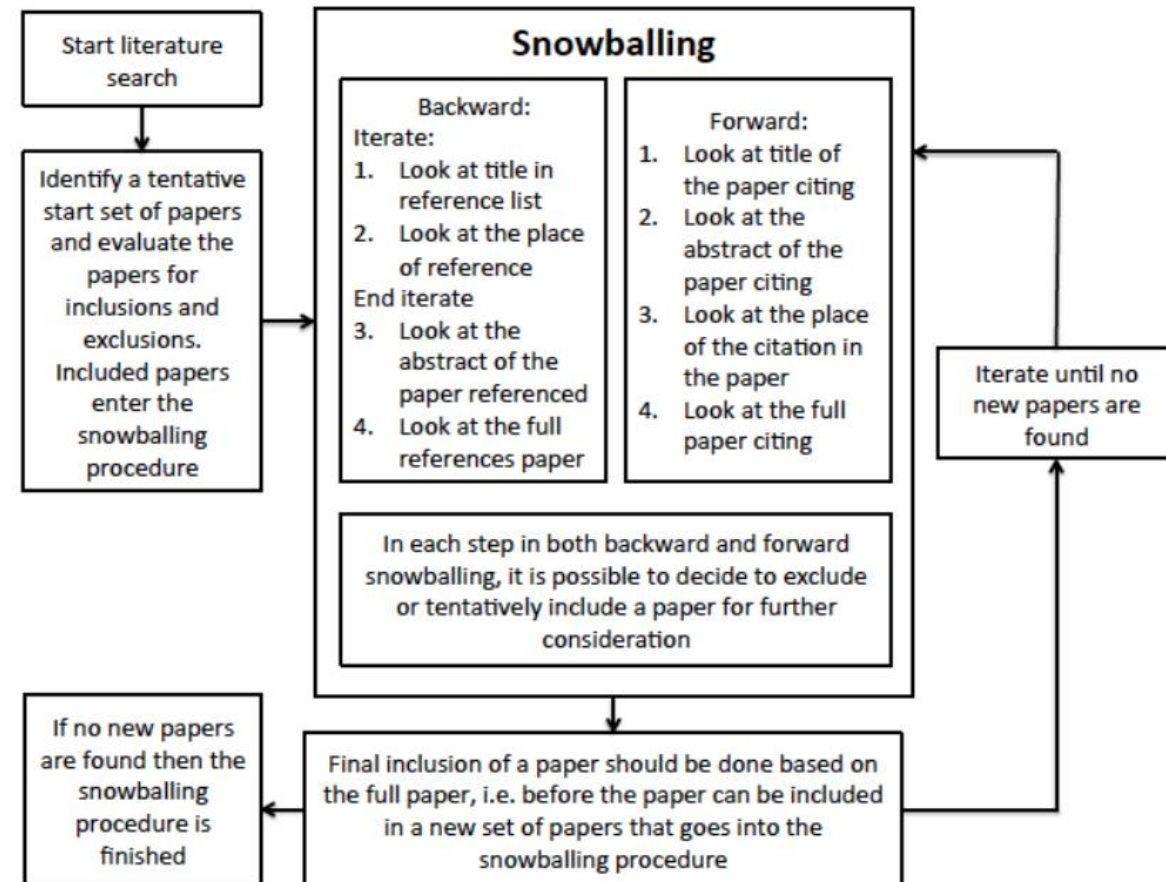 Start literature
search
Identify a tentative
start set of papers
and evaluate the
papers for
inclusions and
exclusions.
Included papers
enter the
snowballing
procedure
Snowballing
Backward:
Iterate:
1. Look at title in
reference list
2. Look at the place
of reference
End iterate
3. Look at the
abstract of the
paper referenced
4. Look at the full
references paper
Forward:
1. Look at title of
the paper citing
2. Look at the
abstract of the
paper citing
3. Look at the place
of the citation in
the paper
4. Look at the full
paper citing
In each step in both backward and forward
snowballing, it is possible to decide to exclude
or tentatively include a paper for further
consideration
Iterate until no
new papers are
found
Final inclusion of a paper should be done based on
the full paper, i.e. before the paper can be included
in a new set of papers that goes into the
snowballing procedure
If no new papers
are found then the
snowballing
procedure is
finished